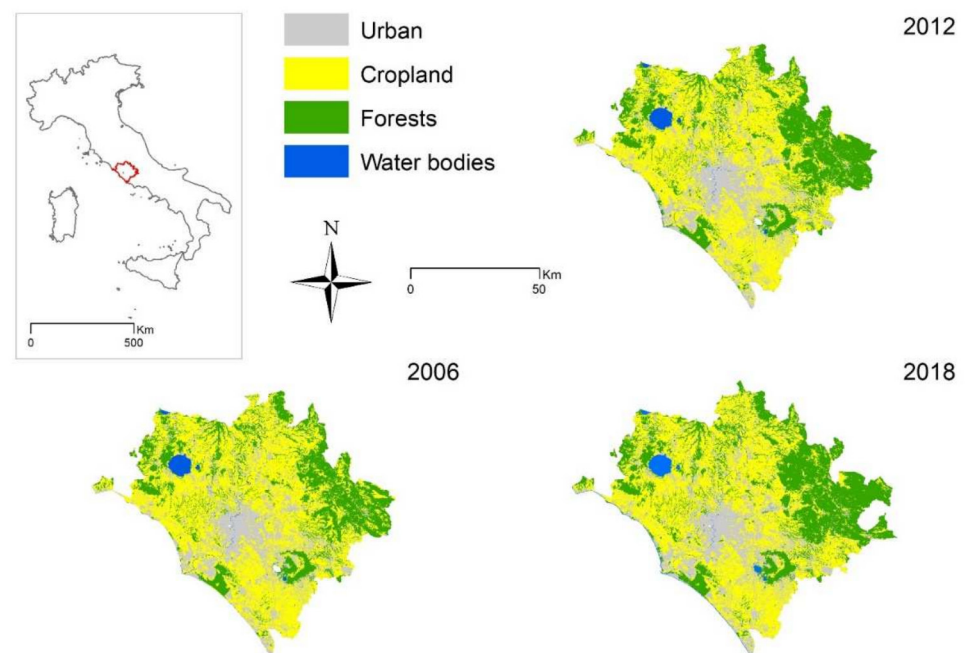 Urban
Cropland
Forests
Water bodies
2012
N
Km
0 50
Km
0 500
2006
2018